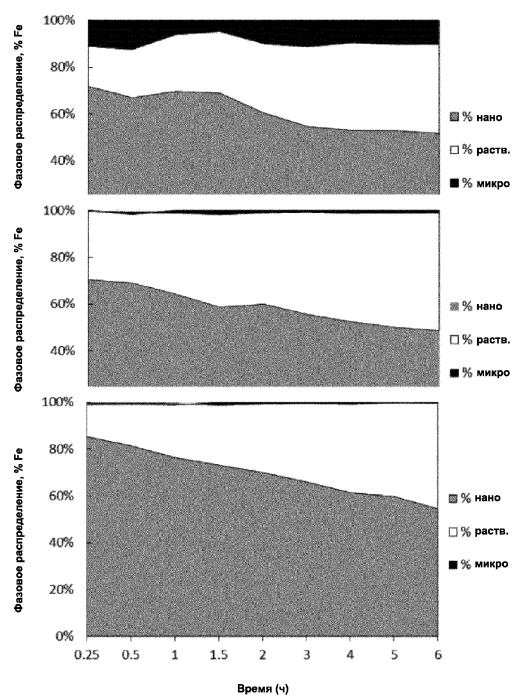 Фазовое распределение, % Fe
100%
80%
60%
40%
% нано
% раств.
% микро
Фазовое распределение, % Fe
100%
80%
60%
40%
% нано
% раств.
% микро
Фазовое распределение, % Fe
100%
80%
60%
40%
20%
0%
% нано
% раств.
% микро
0.25 0.5 1 1.5 2 3 4 5 6
Время (ч)